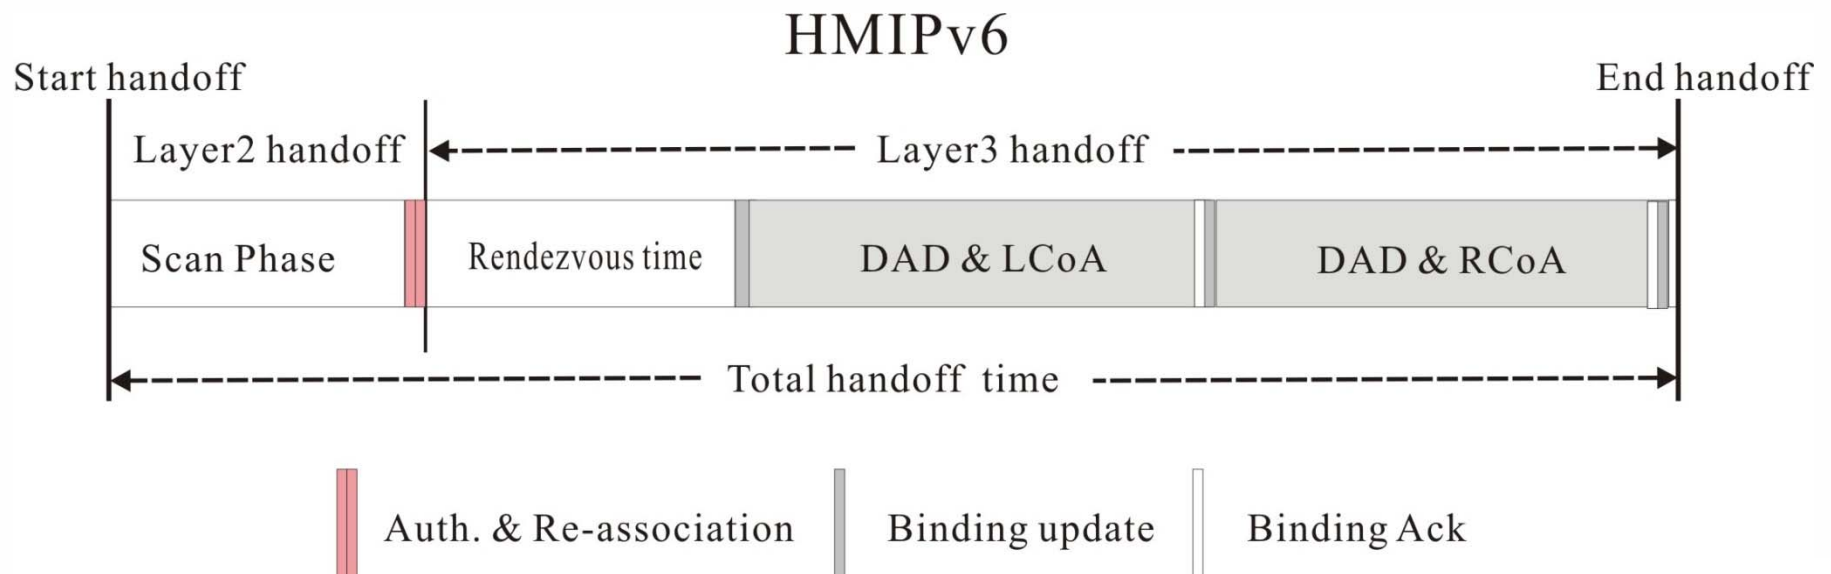 HMIPv6
Start handoff
End handoff
Layer2 handoff
Layer3 handoff
Scan Phase
Rendezvous time
DAD & LCoA
DAD & RCoA
Total handoff time
Auth. & Re-association
Binding update
Binding Ack